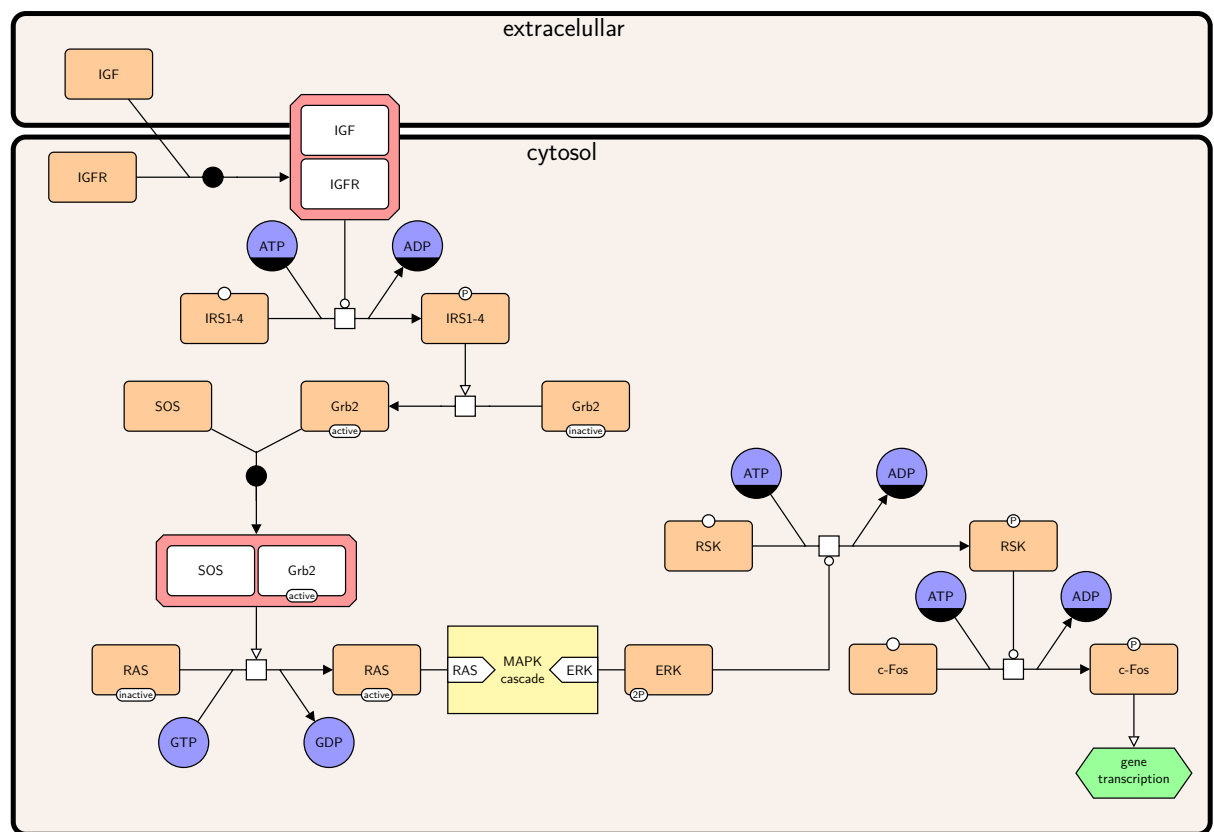 extracelullar
IGF
IGF
cytosol
IGFR
IGFR
ATP
ADP
P
IRS1-4
IRS1-4
SOS
Grb2
Grb2
active
inactive
ATP
ADP
P
RSK
RSK
SOS
Grb2
active
ATP
ADP
P
RAS
RAS
RAS
MAPK
cascade
ERK
ERK
c-Fos
c-Fos
inactive
active
2P
GTP
GDP
gene
transcription